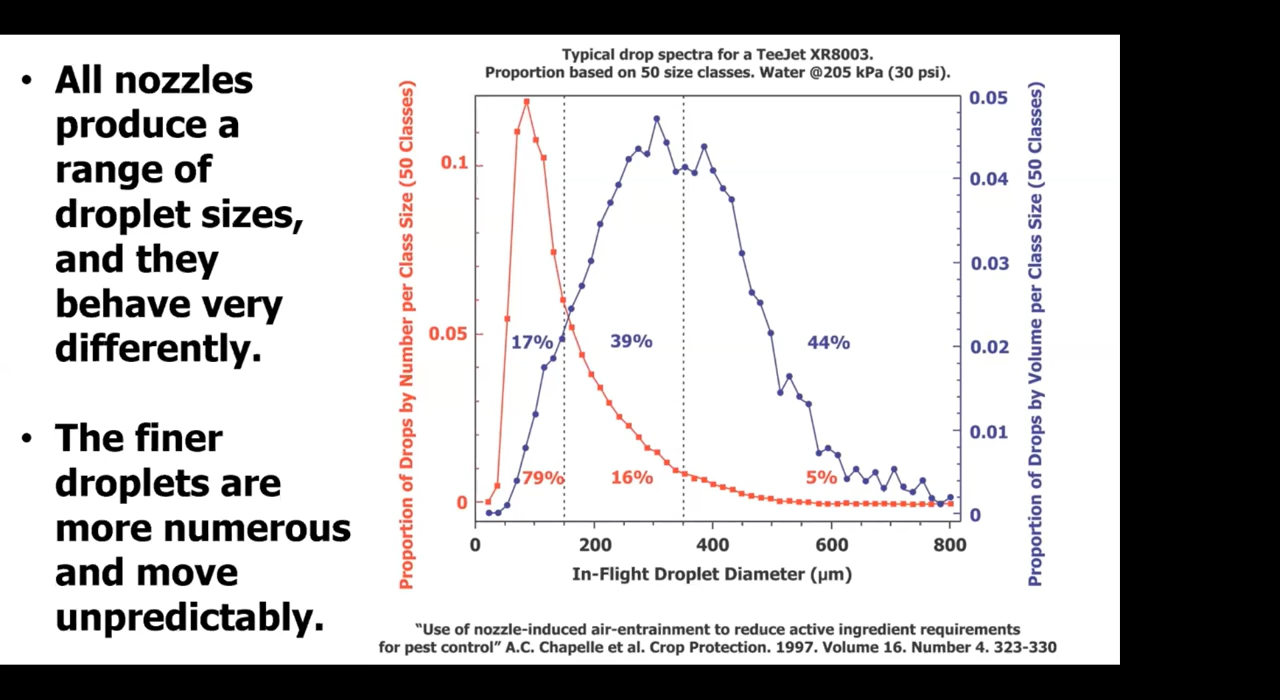 • All nozzles
produce a
range of
droplet sizes,
and they
behave very
differently.
• The finer
droplets are
more numerous
and move
unpredictably.
Typical drop spectra for a TeeJet XR8003.
Proportion based on 50 size classes. Water @205 kPa (30 psi).
Proportion of Drops by Number per Class Size (50 Classes)
0.1
0.05
0
0.05
0.04
0.03
0.02
0.01
0
Proportion of Drops by Volume per Class Size (50 Classes)
17%
39%
44%
79%
16%
5%
0
200
400
600
800
In-Flight Droplet Diameter (µm)
“Use of nozzle-induced air-entrainment to reduce active ingredient requirements
for pest control” A.C. Chapelle et al. Crop Protection. 1997. Volume 16. Number 4. 323-330